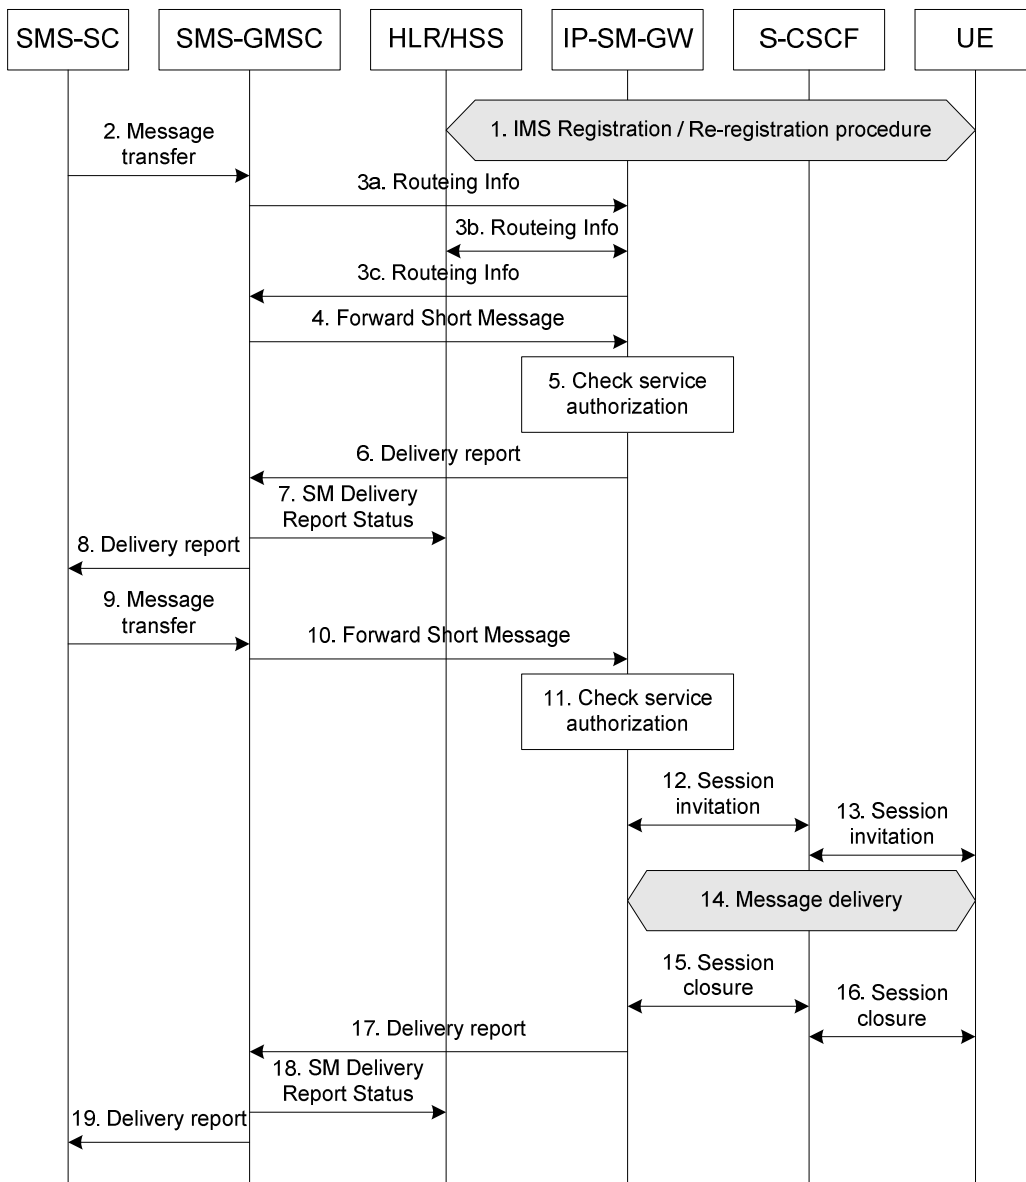 SMS-SC
SMS-GMSC
HLR/HSS
IP-SM-GW
S-CSCF
UE
1. IMS Registration / Re-registration procedure
2. Message
transfer
3a. Routeing Info
3b. Routeing Info
3c. Routeing Info
4. Forward Short Message
5. Check service
authorization
6. Delivery report
7. SM Delivery
Report Status
8. Delivery report
9. Message
transfer
10. Forward Short Message
11. Check service
authorization
12. Session
invitation
13. Session
invitation
14. Message delivery
15. Session
closure
16. Session
closure
17. Delivery report
18. SM Delivery
Report Status
19. Delivery report